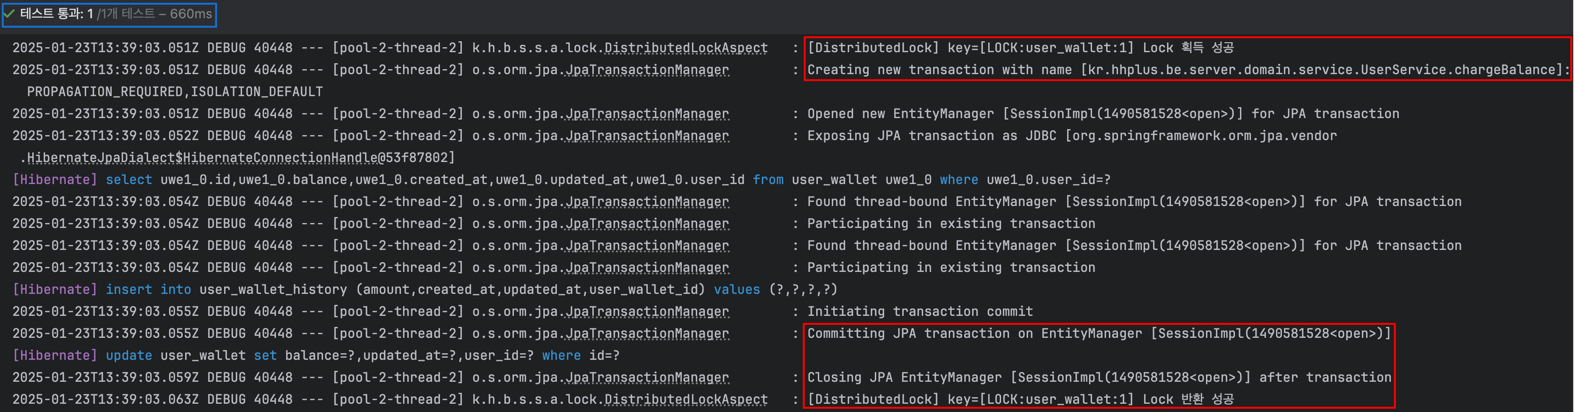 테스트 통과: 1 /1개 테스트 – 660ms
2025-01-23T13:39:03.051Z DEBUG 40448 --- [pool-2-thread-2] k.h.b.s.s.a.lock.DistributedLockAspect : [DistributedLock] key=[LOCK:user_wallet:1] Lock 획득 성공
2025-01-23T13:39:03.051Z DEBUG 40448 --- [pool-2-thread-2] o.s.orm.jpa.JpaTransactionManager : Creating new transaction with name [kr.hhplus.be.server.domain.service.UserService.chargeBalance]:
PROPAGATION_REQUIRED,ISOLATION_DEFAULT
2025-01-23T13:39:03.051Z DEBUG 40448 --- [pool-2-thread-2] o.s.orm.jpa.JpaTransactionManager : Opened new EntityManager [SessionImpl(1490581528<open>)] for JPA transaction
2025-01-23T13:39:03.052Z DEBUG 40448 --- [pool-2-thread-2] o.s.orm.jpa.JpaTransactionManager : Exposing JPA transaction as JDBC [org.springframework.orm.jpa.vendor
.HibernateJpaDialect$HibernateConnectionHandle@53f87802]
[Hibernate] select uwe1_0.id,uwe1_0.balance,uwe1_0.created_at,uwe1_0.updated_at,uwe1_0.user_id from user_wallet uwe1_0 where uwe1_0.user_id=?
2025-01-23T13:39:03.054Z DEBUG 40448 --- [pool-2-thread-2] o.s.orm.jpa.JpaTransactionManager : Found thread-bound EntityManager [SessionImpl(1490581528<open>)] for JPA transaction
2025-01-23T13:39:03.054Z DEBUG 40448 --- [pool-2-thread-2] o.s.orm.jpa.JpaTransactionManager : Participating in existing transaction
2025-01-23T13:39:03.054Z DEBUG 40448 --- [pool-2-thread-2] o.s.orm.jpa.JpaTransactionManager : Found thread-bound EntityManager [SessionImpl(1490581528<open>)] for JPA transaction
2025-01-23T13:39:03.054Z DEBUG 40448 --- [pool-2-thread-2] o.s.orm.jpa.JpaTransactionManager : Participating in existing transaction
[Hibernate] insert into user_wallet_history (amount,created_at,updated_at,user_wallet_id) values (?,?,?,?)
2025-01-23T13:39:03.055Z DEBUG 40448 --- [pool-2-thread-2] o.s.orm.jpa.JpaTransactionManager : Initiating transaction commit
2025-01-23T13:39:03.055Z DEBUG 40448 --- [pool-2-thread-2] o.s.orm.jpa.JpaTransactionManager : Committing JPA transaction on EntityManager [SessionImpl(1490581528<open>)]
[Hibernate] update user_wallet set balance=?,updated_at=?,user_id=? where id=?
2025-01-23T13:39:03.059Z DEBUG 40448 --- [pool-2-thread-2] o.s.orm.jpa.JpaTransactionManager : Closing JPA EntityManager [SessionImpl(1490581528<open>)] after transaction
2025-01-23T13:39:03.063Z DEBUG 40448 --- [pool-2-thread-2] k.h.b.s.s.a.lock.DistributedLockAspect : [DistributedLock] key=[LOCK:user_wallet:1] Lock 반환 성공